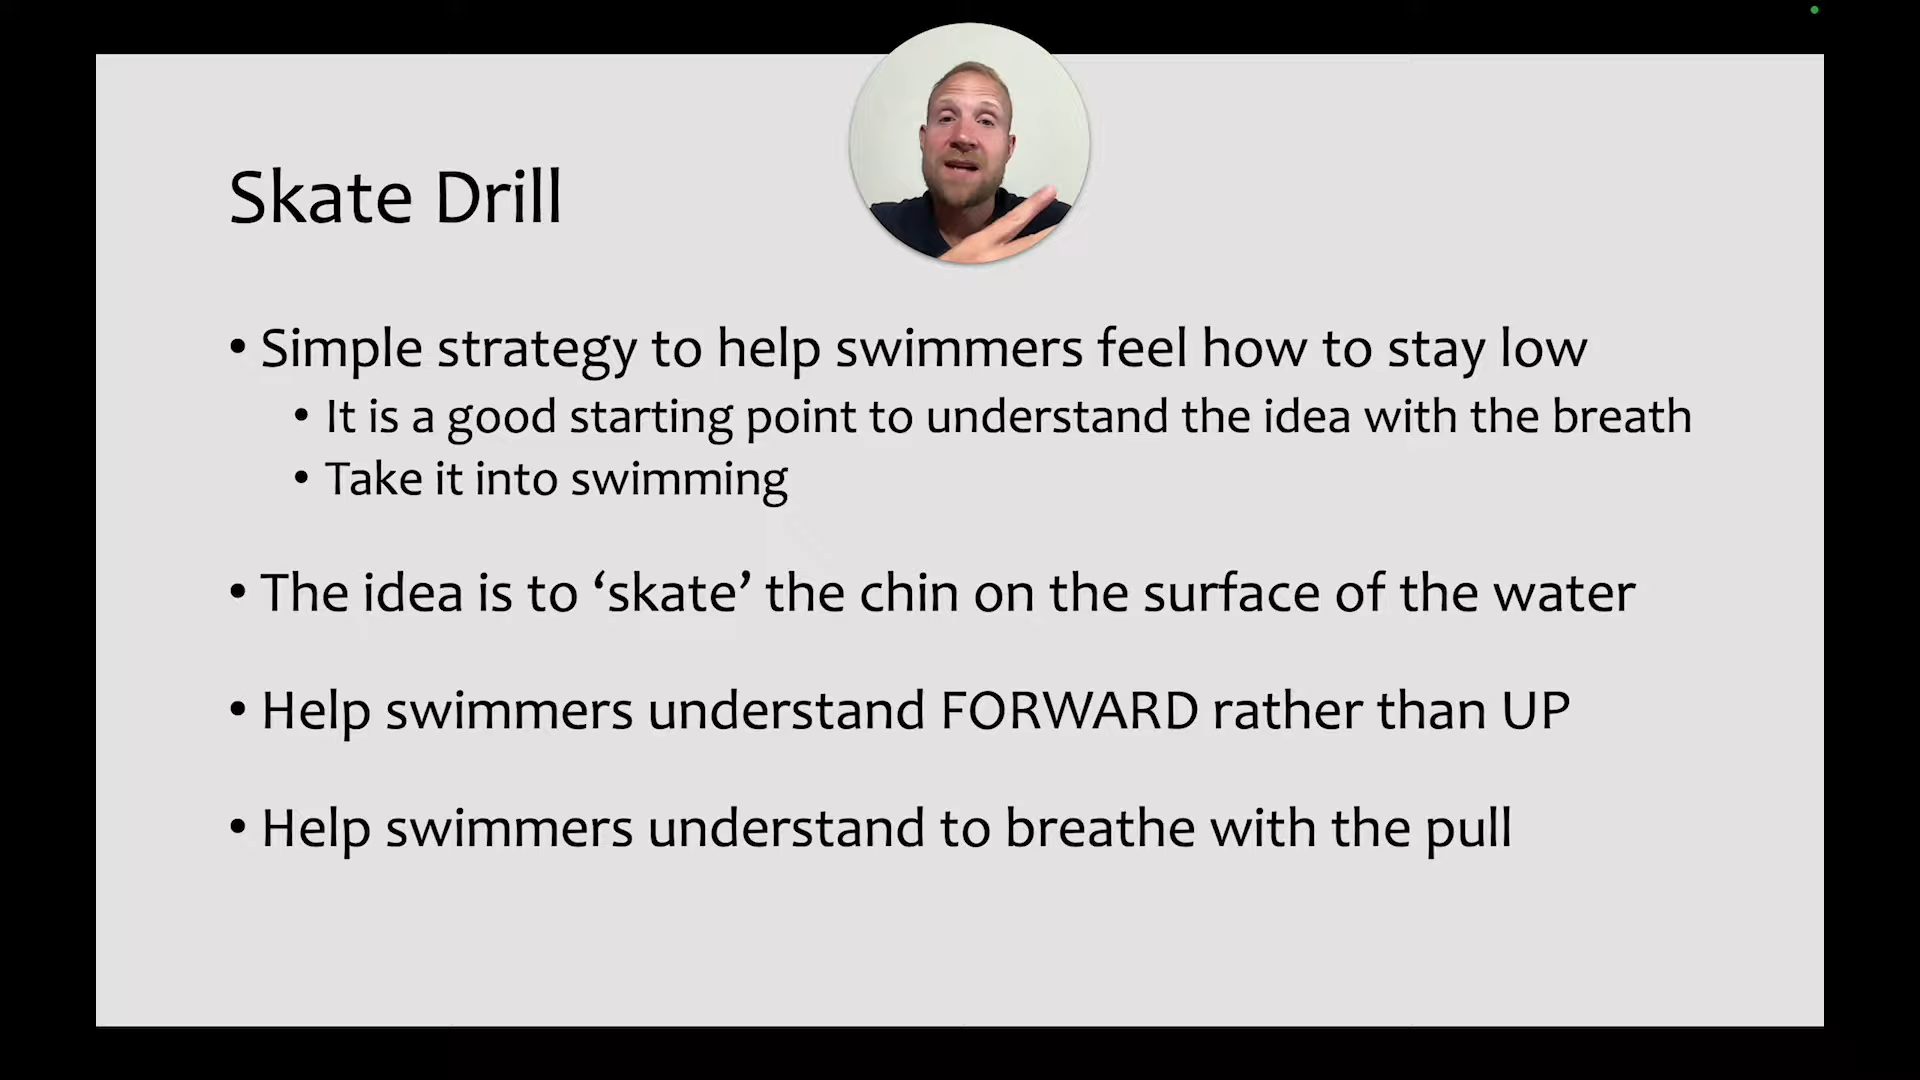 Skate Drill
• Simple strategy to help swimmers feel how to stay low
• It is a good starting point to understand the idea with the breath
• Take it into swimming
• The idea is to ‘skate’ the chin on the surface of the water
• Help swimmers understand FORWARD rather than UP
• Help swimmers understand to breathe with the pull